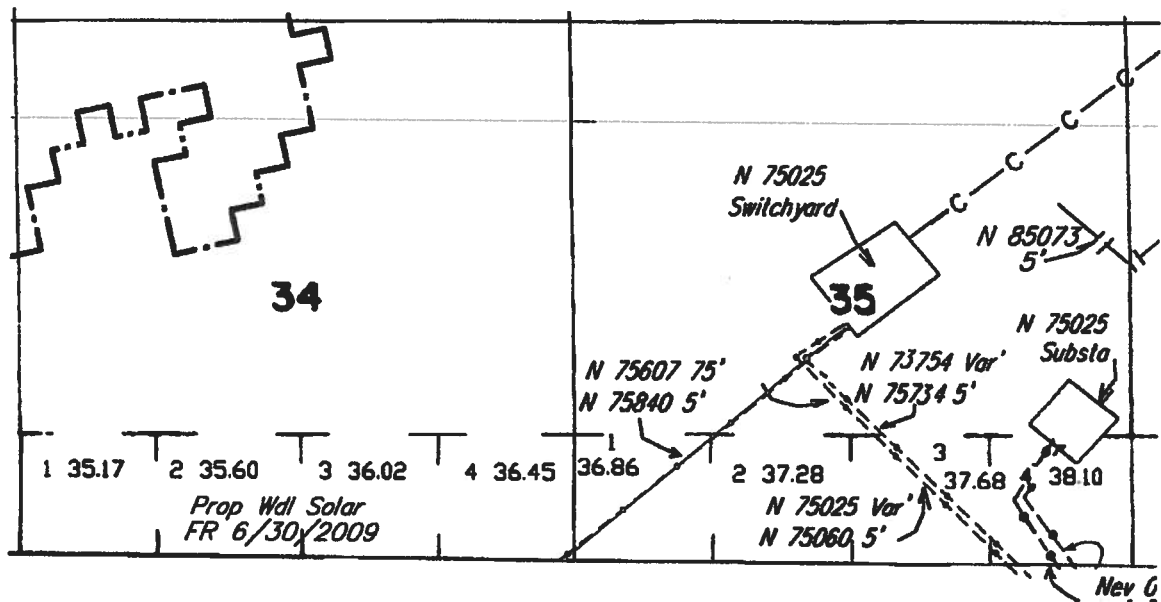 N 75025
Switchyard
N 85073
5'
34
35
N 75025
Substa
N 75607 75'
N 75840 5'
N 73754 Var'
N 75734 5'
1 35.17
2 35.60
3 36.02
4 36.45
1
36.86
2 37.28
3
37.68
4
38.10
Prop Wdl Solar
FR 6/30/2009
N 75025 Var'
N 75060 5'
Nev
C
C
C
C